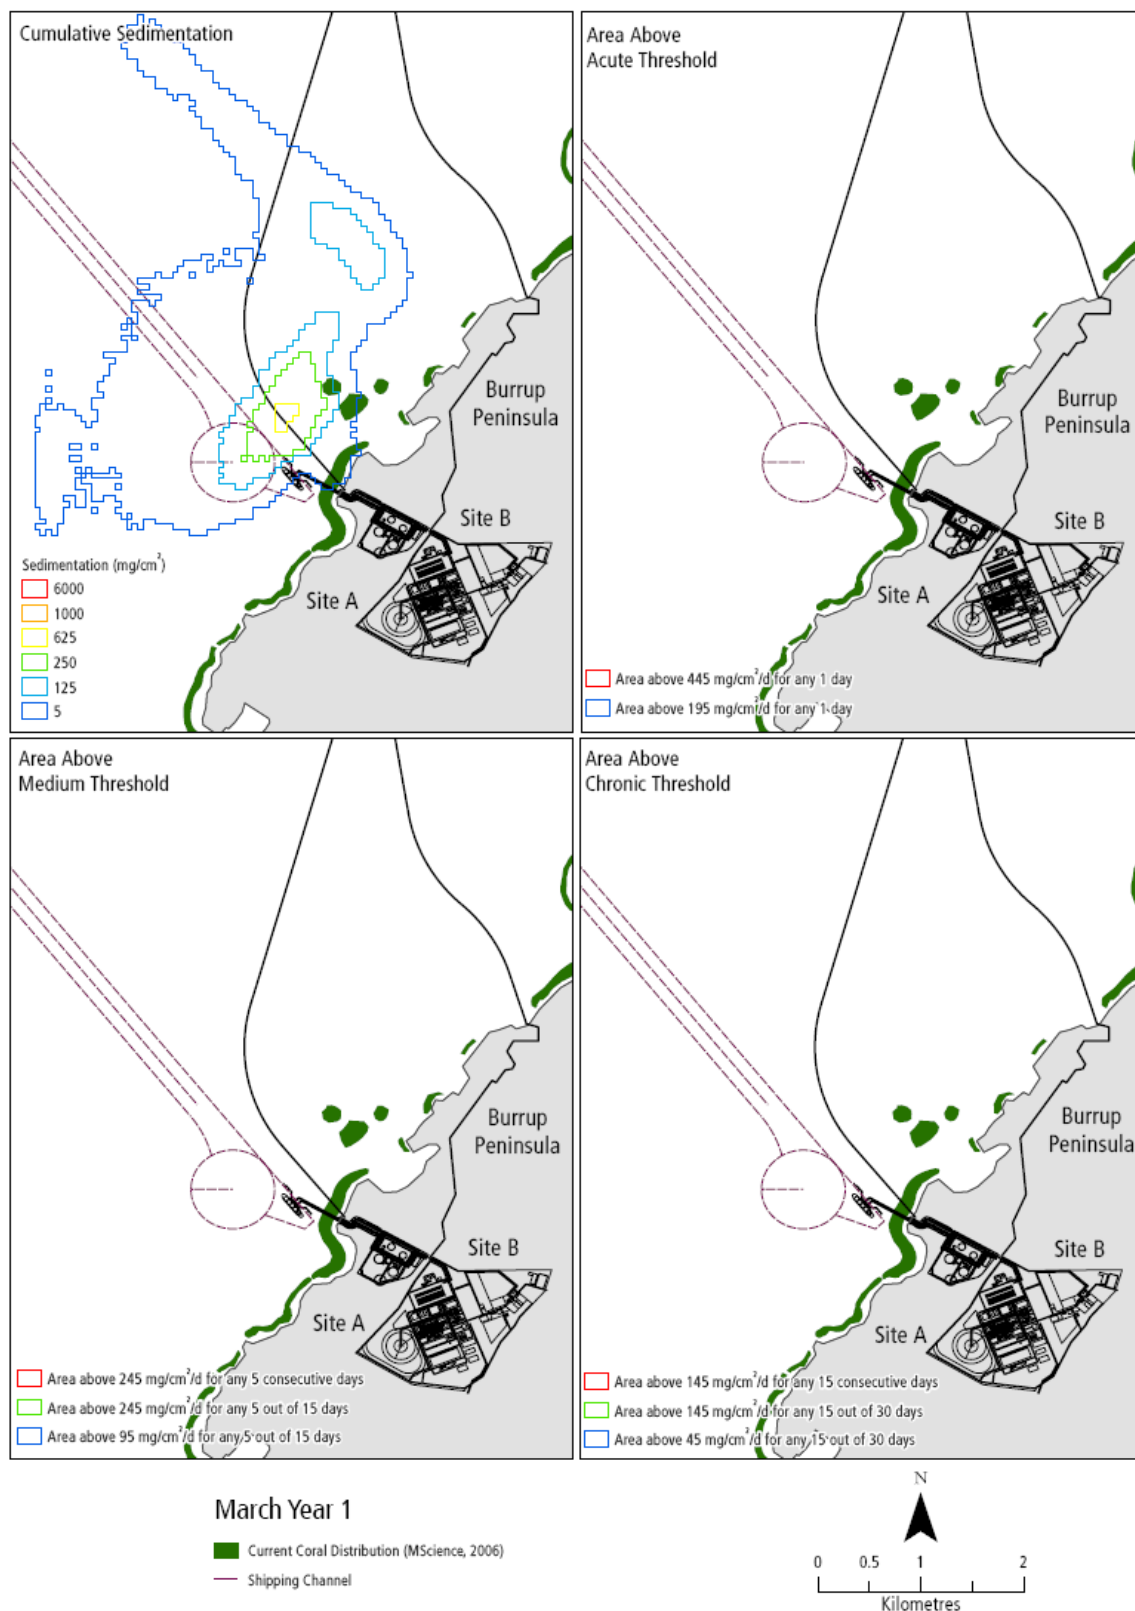 Cumulative Sedimentation
Burrup
Peninsula
Site B
Site A
Sedimentation (mg/cm²)
6000
1000
625
250
125
5
Area Above
Acute Threshold
Burrup
Peninsula
Site B
Site A
Area above 445 mg/cm²/d for any 1 day
Area above 195 mg/cm²/d for any 1 day
Area Above
Medium Threshold
Burrup
Peninsula
Site B
Site A
Area above 245 mg/cm²/d for any 5 consecutive days
Area above 245 mg/cm²/d for any 5 out of 15 days
Area above 95 mg/cm²/d for any 5 out of 15 days
Area Above
Chronic Threshold
Burrup
Peninsula
Site B
Site A
Area above 145 mg/cm²/d for any 15 consecutive days
Area above 145 mg/cm²/d for any 15 out of 30 days
Area above 45 mg/cm²/d for any 15 out of 30 days
March Year 1
Current Coral Distribution (MScience, 2006)
Shipping Channel
N
0 0.5 1 2
Kilometres